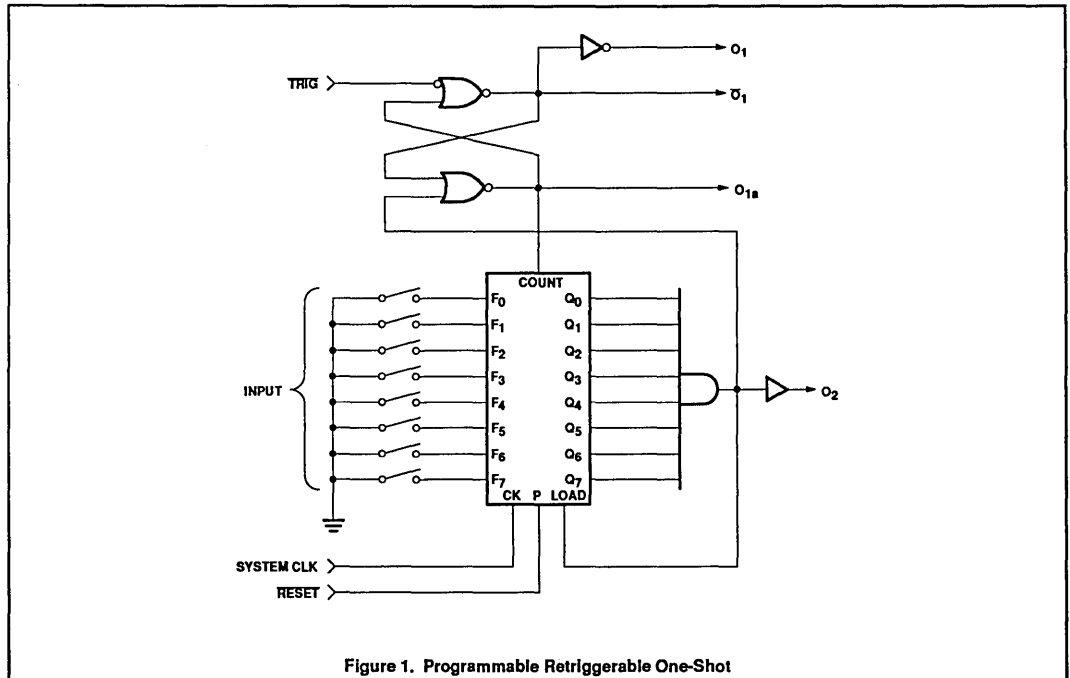 O1
TRIG
O̅1
O1a
COUNT
F0 Q0
F1 Q1
F2 Q2
F3 Q3
INPUT
O2
F4 Q4
F5 Q5
F6 Q6
F7 Q7
CK P LOAD
SYSTEM CLK
RESET
Figure 1. Programmable Retriggerable One-Shot